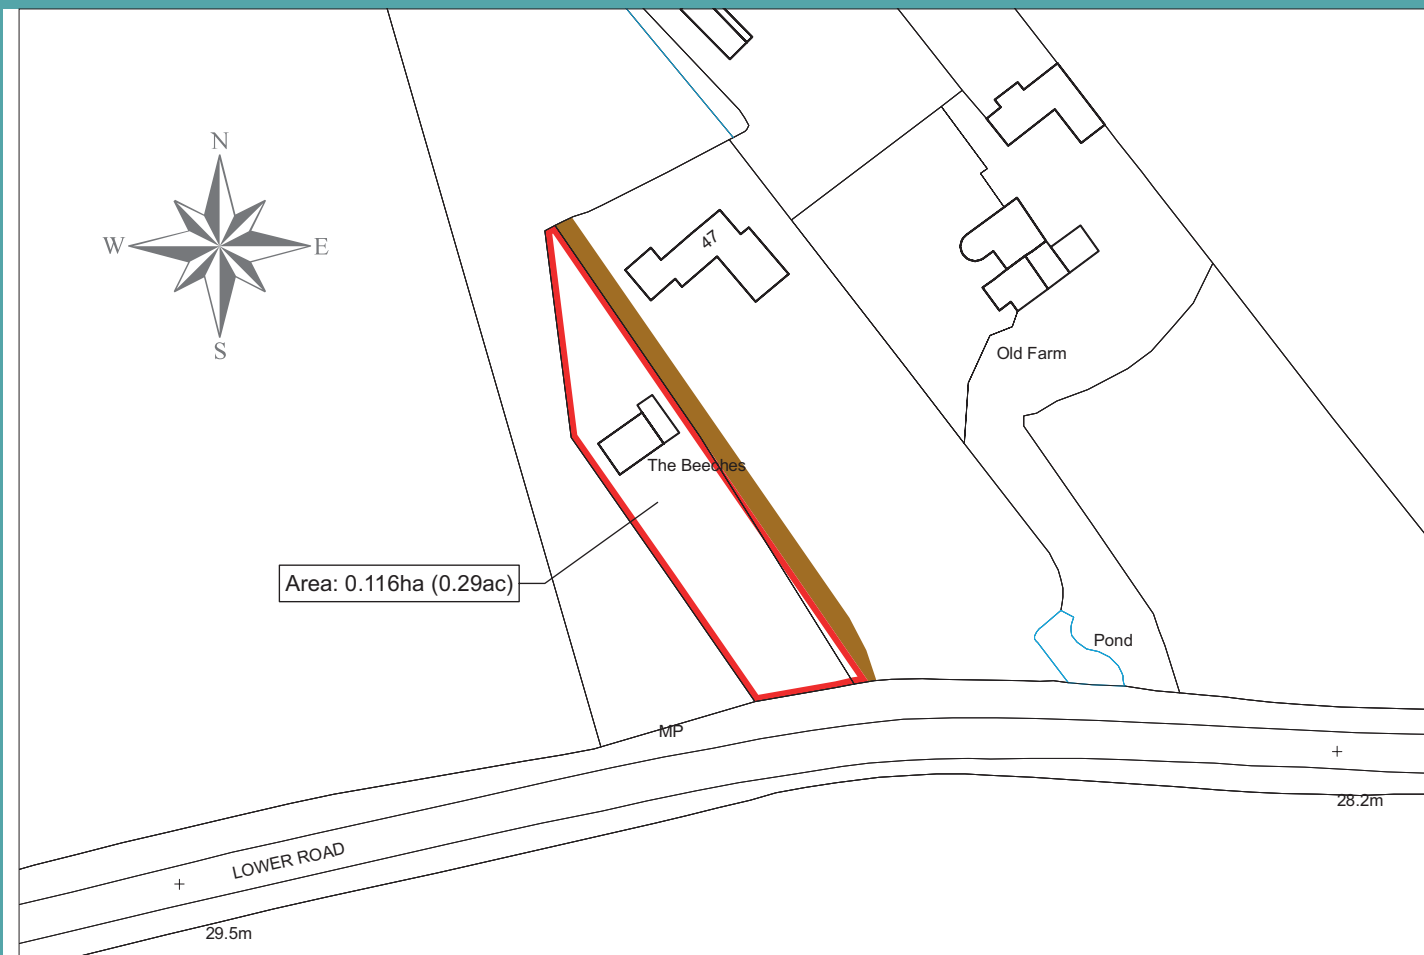 N
W
E
S
47
Old Farm
The Beeches
Area: 0.116ha (0.29ac)
Pond
MP
28.2m
LOWER ROAD
29.5m